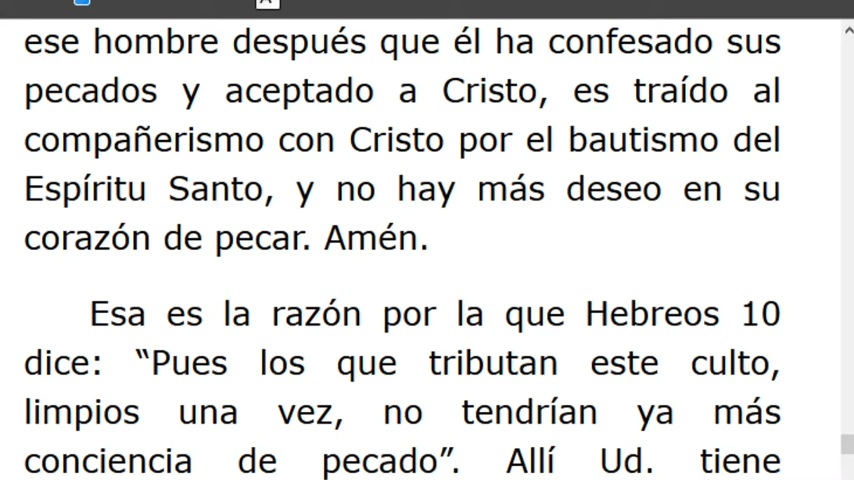 ese hombre después que él ha confesado sus
pecados y aceptado a Cristo, es traído al
compañerismo con Cristo por el bautismo del
Espíritu Santo, y no hay más deseo en su
corazón de pecar. Amén.
Esa es la razón por la que Hebreos 10
dice: “Pues los que tributan este culto,
limpios una vez, no tendrían ya más
conciencia de pecado”. Allí Ud. tiene